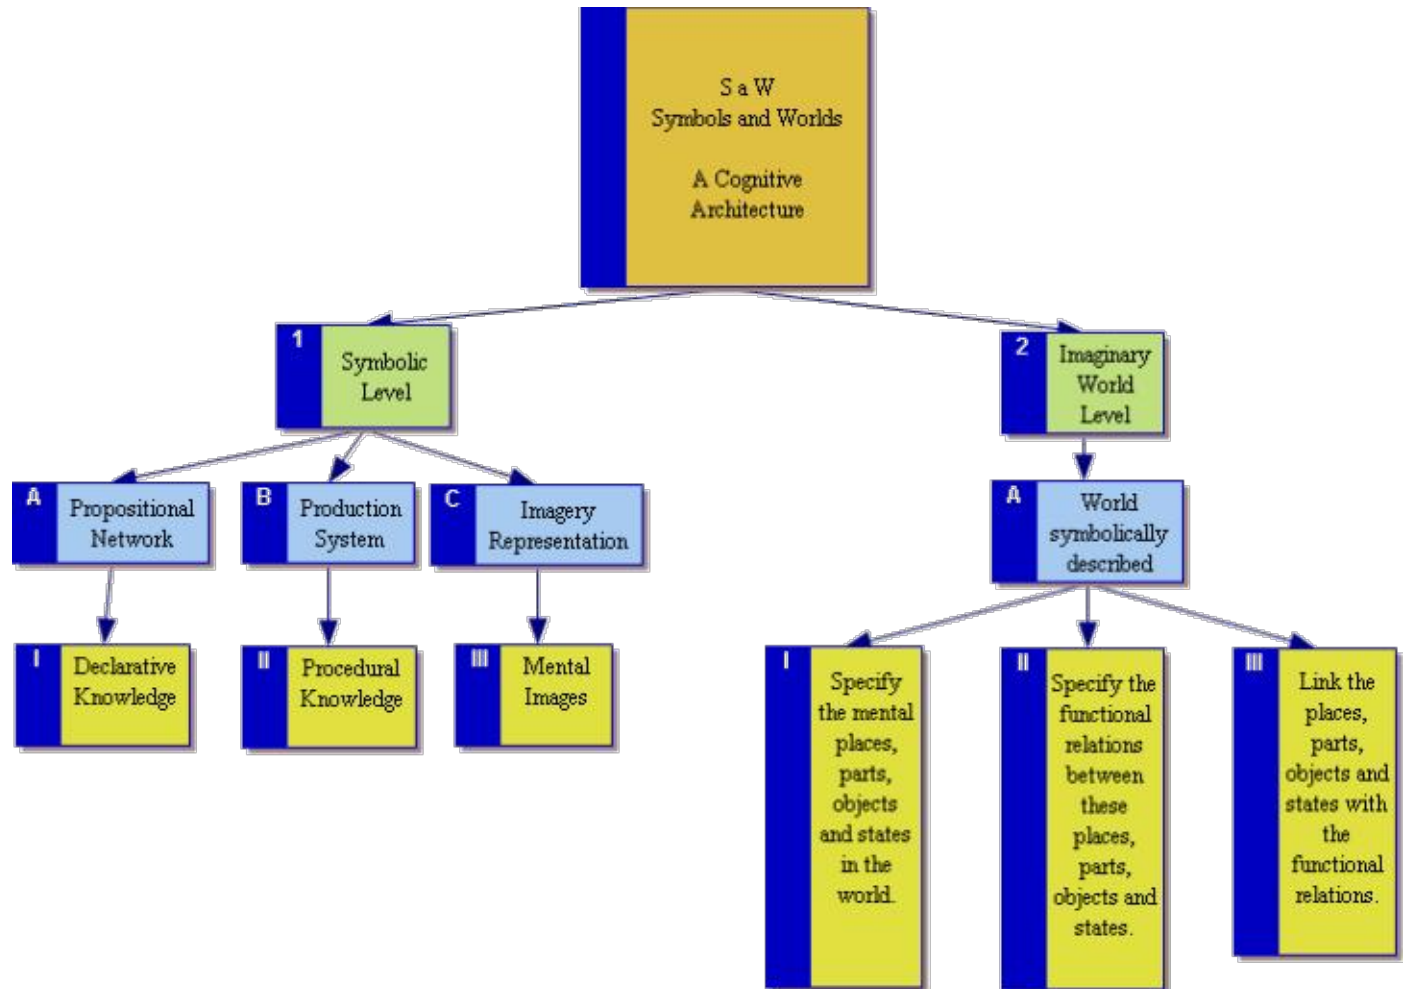 S a W
Symbols and Worlds
A Cognitive
Architecture
1
Symbolic
Level
2
Imaginary
World
Level
A
Propositional
Network
B
Production
System
C
Imagery
Representation
A
World
symbolically
described
I
Declarative
Knowledge
II
Procedural
Knowledge
III
Mental
Images
I
Specify
the mental
places,
parts,
objects
and states
in the
world.
II
Specify the
functional
relations
between
these
places,
parts,
objects and
states.
III
Link the
places,
parts,
objects and
states with
the
functional
relations.